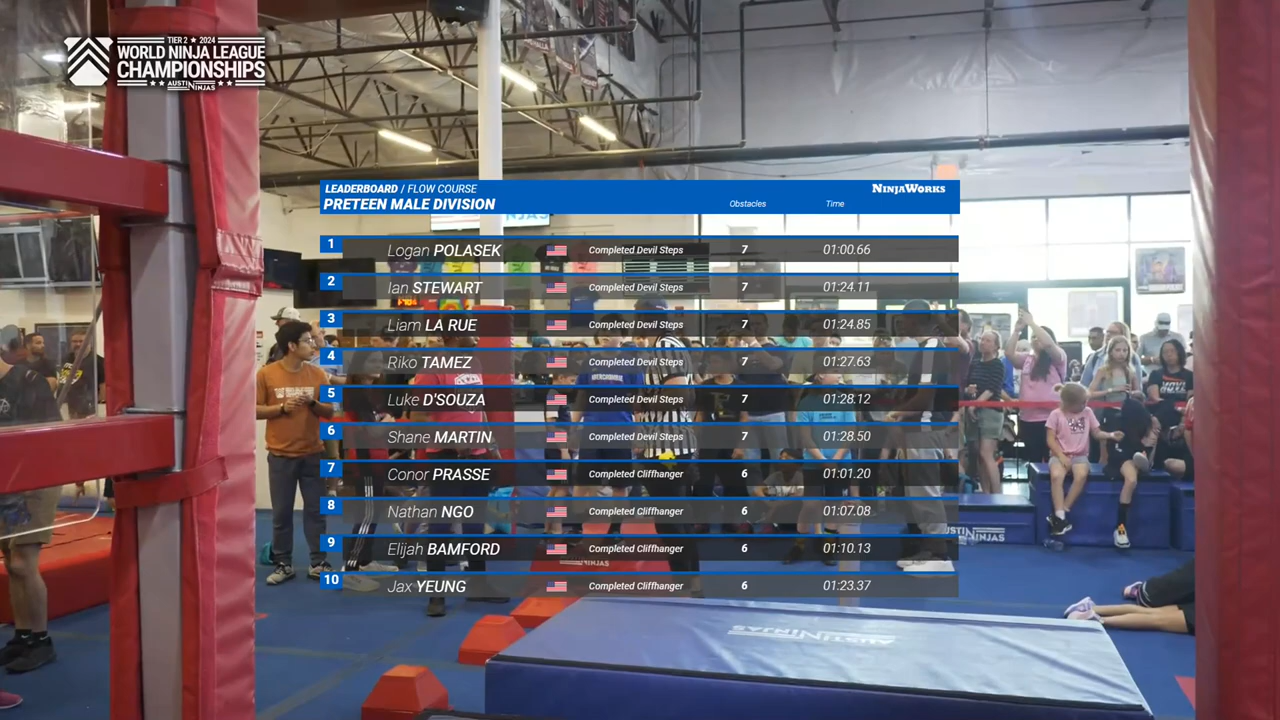 TIER 2 ★ 2024
WORLD NINJA LEAGUE
CHAMPIONSHIPS
AUSTIN NINJAS
LEADERBOARD / FLOW COURSE
NINJAWORKS
PRETEEN MALE DIVISION
Obstacles Time
1 Logan POLASEK Completed Devil Steps 7 01:00.66
2 Ian STEWART Completed Devil Steps 7 01:24.11
3 Liam LA RUE Completed Devil Steps 7 01:24.85
4 Riko TAMEZ Completed Devil Steps 7 01:27.63
5 Luke D'SOUZA Completed Devil Steps 7 01:28.12
6 Shane MARTIN Completed Devil Steps 7 01:28.50
7 Conor PRASSE Completed Cliffhanger 6 01:01.20
8 Nathan NGO Completed Cliffhanger 6 01:07.08
9 Elijah BAMFORD Completed Cliffhanger 6 01:10.13
10 Jax YEUNG Completed Cliffhanger 6 01:23.37
AUSTIN NINJAS
NINJAS
AUSTIN NINJAS